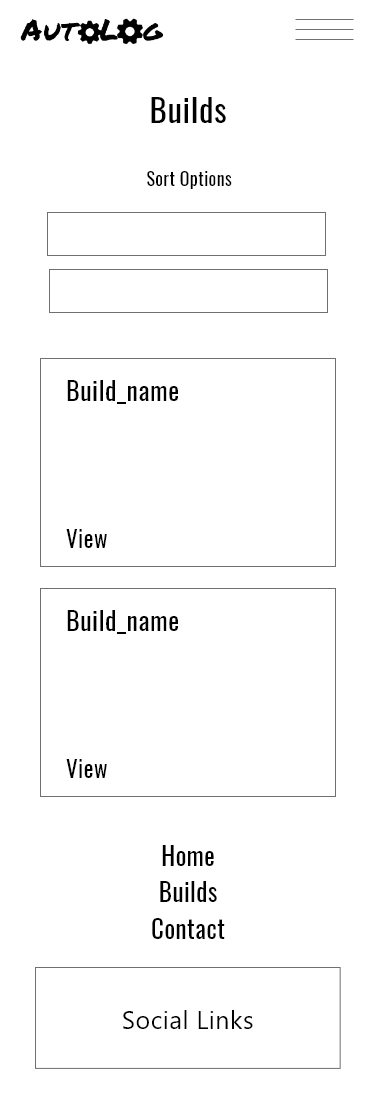 AutoLog
Builds
Sort Options
Build_name
View
Build_name
View
Home
Builds
Contact
Social Links